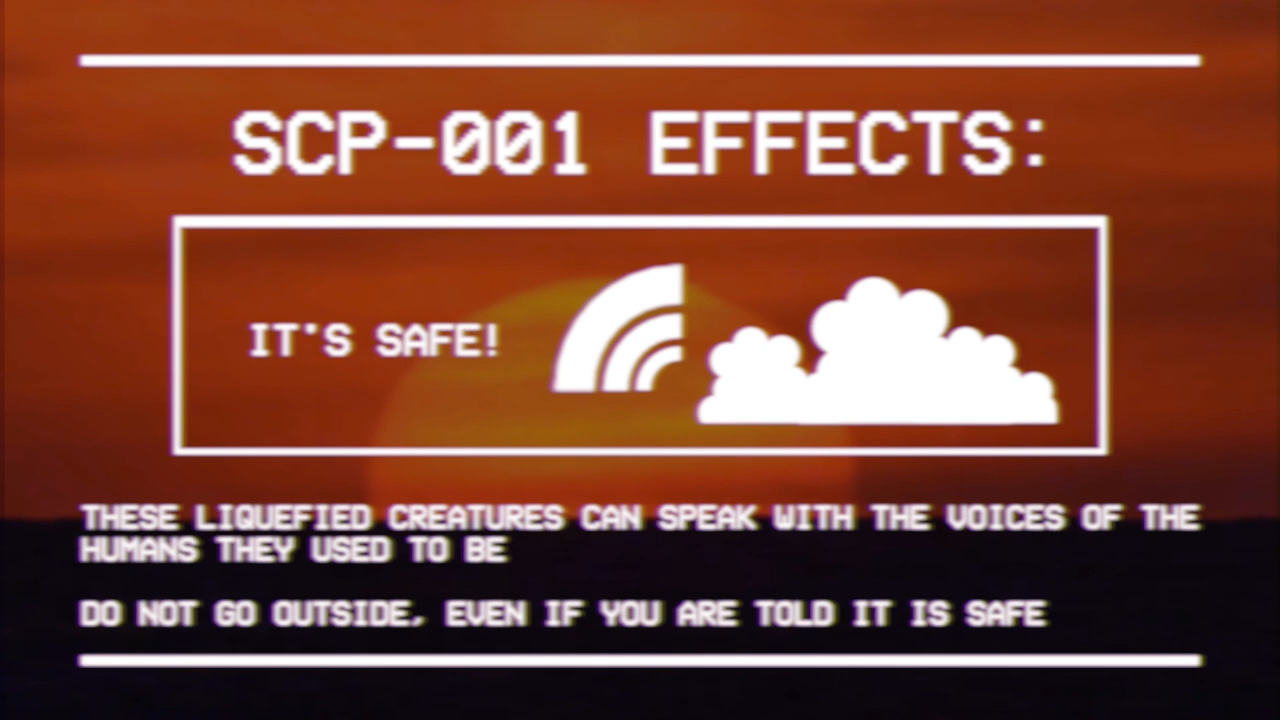 SCP-001 EFFECTS:
IT'S SAFE!
THESE LIQUEFIED CREATURES CAN SPEAK WITH THE VOICES OF THE
HUMANS THEY USED TO BE
DO NOT GO OUTSIDE, EVEN IF YOU ARE TOLD IT IS SAFE